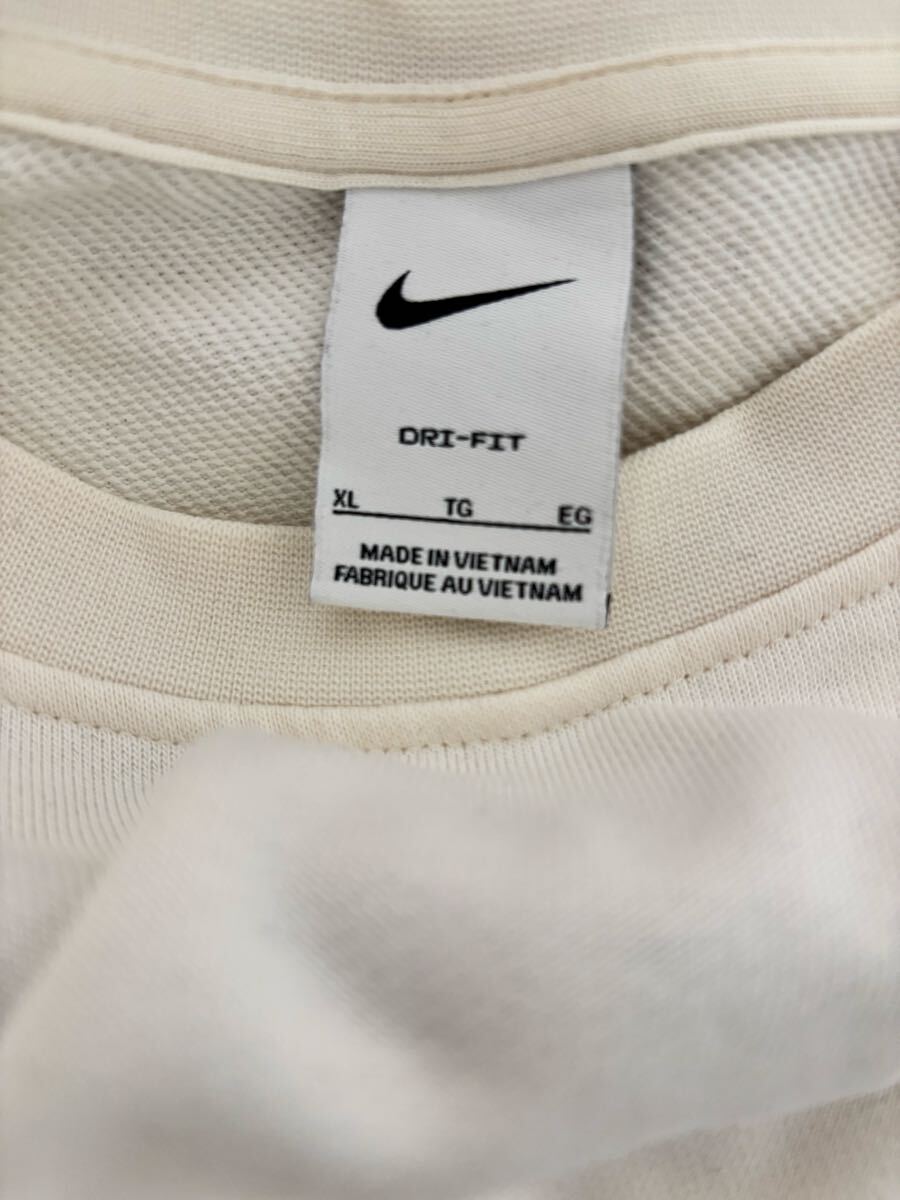 DRI-FIT
XL TG EG
MADE IN VIETNAM
FABRIQUE AU VIETNAM